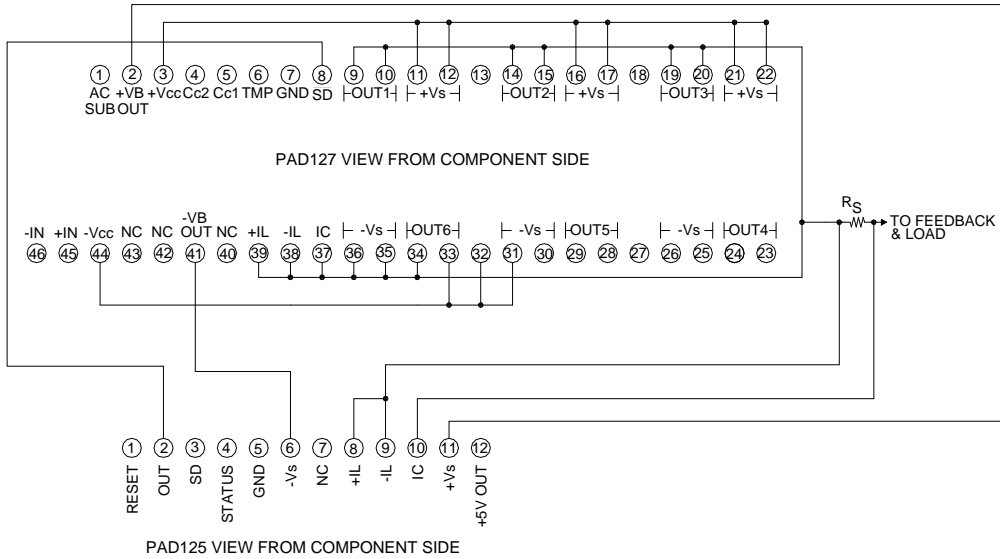 1 2 3 4 5 6 7 8 9 10 11 12 13 14 15 16 17 18 19 20 21 22
AC SUB +VB OUT +Vcc Cc2 Cc1 TMP GND SD OUT1 +Vs OUT2 +Vs OUT3 +Vs
PAD127 VIEW FROM COMPONENT SIDE
RS
TO FEEDBACK
& LOAD
-IN +IN -Vcc NC NC -VB OUT NC +IL -IL IC -Vs OUT6 -Vs OUT5 -Vs OUT4
46 45 44 43 42 41 40 39 38 37 36 35 34 33 32 31 30 29 28 27 26 25 24 23
1 2 3 4 5 6 7 8 9 10 11 12
RESET
OUT
SD
STATUS
GND
-Vs
NC
+IL
-IL
IC
+Vs
+5V OUT
PAD125 VIEW FROM COMPONENT SIDE